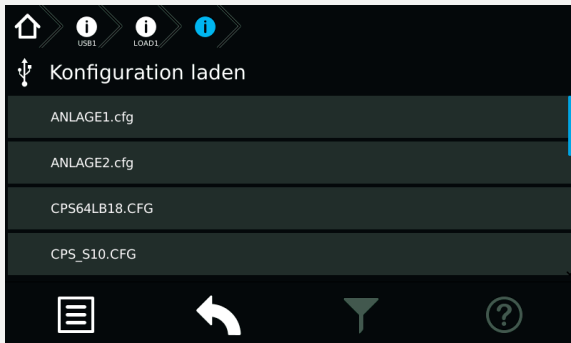 USB1 LOAD1
Konfiguration laden
ANLAGE1.cfg
ANLAGE2.cfg
CPS64LB18.CFG
CPS_S10.CFG